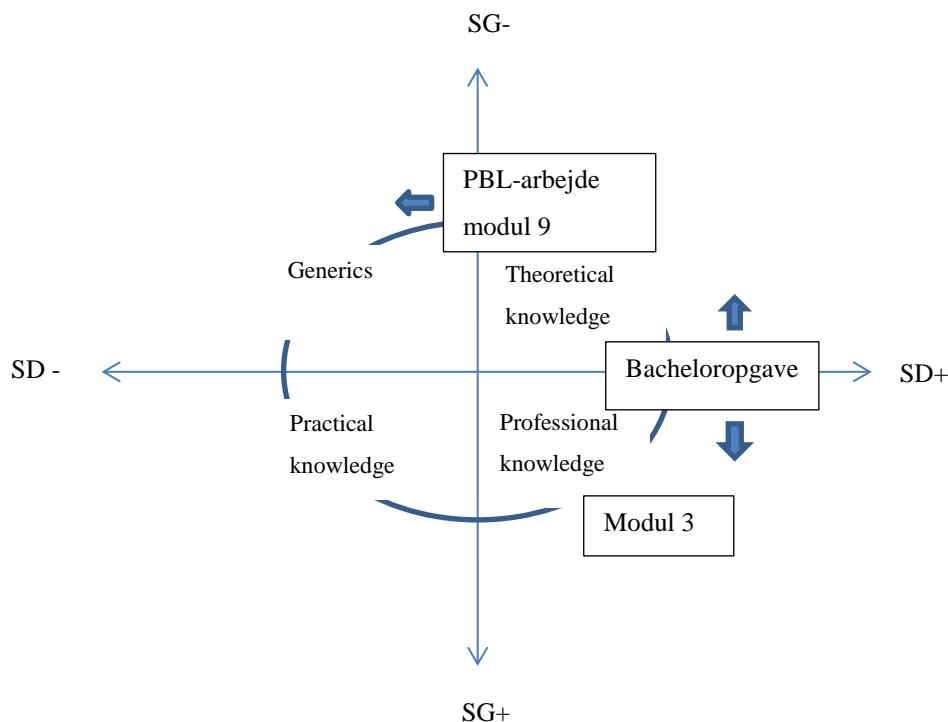 SG-
PBL-arbejde
modul 9
Generics
Theoretical
knowledge
SD -
Bacheloropgave
SD+
Practical
knowledge
Professional
knowledge
Modul 3
SG+